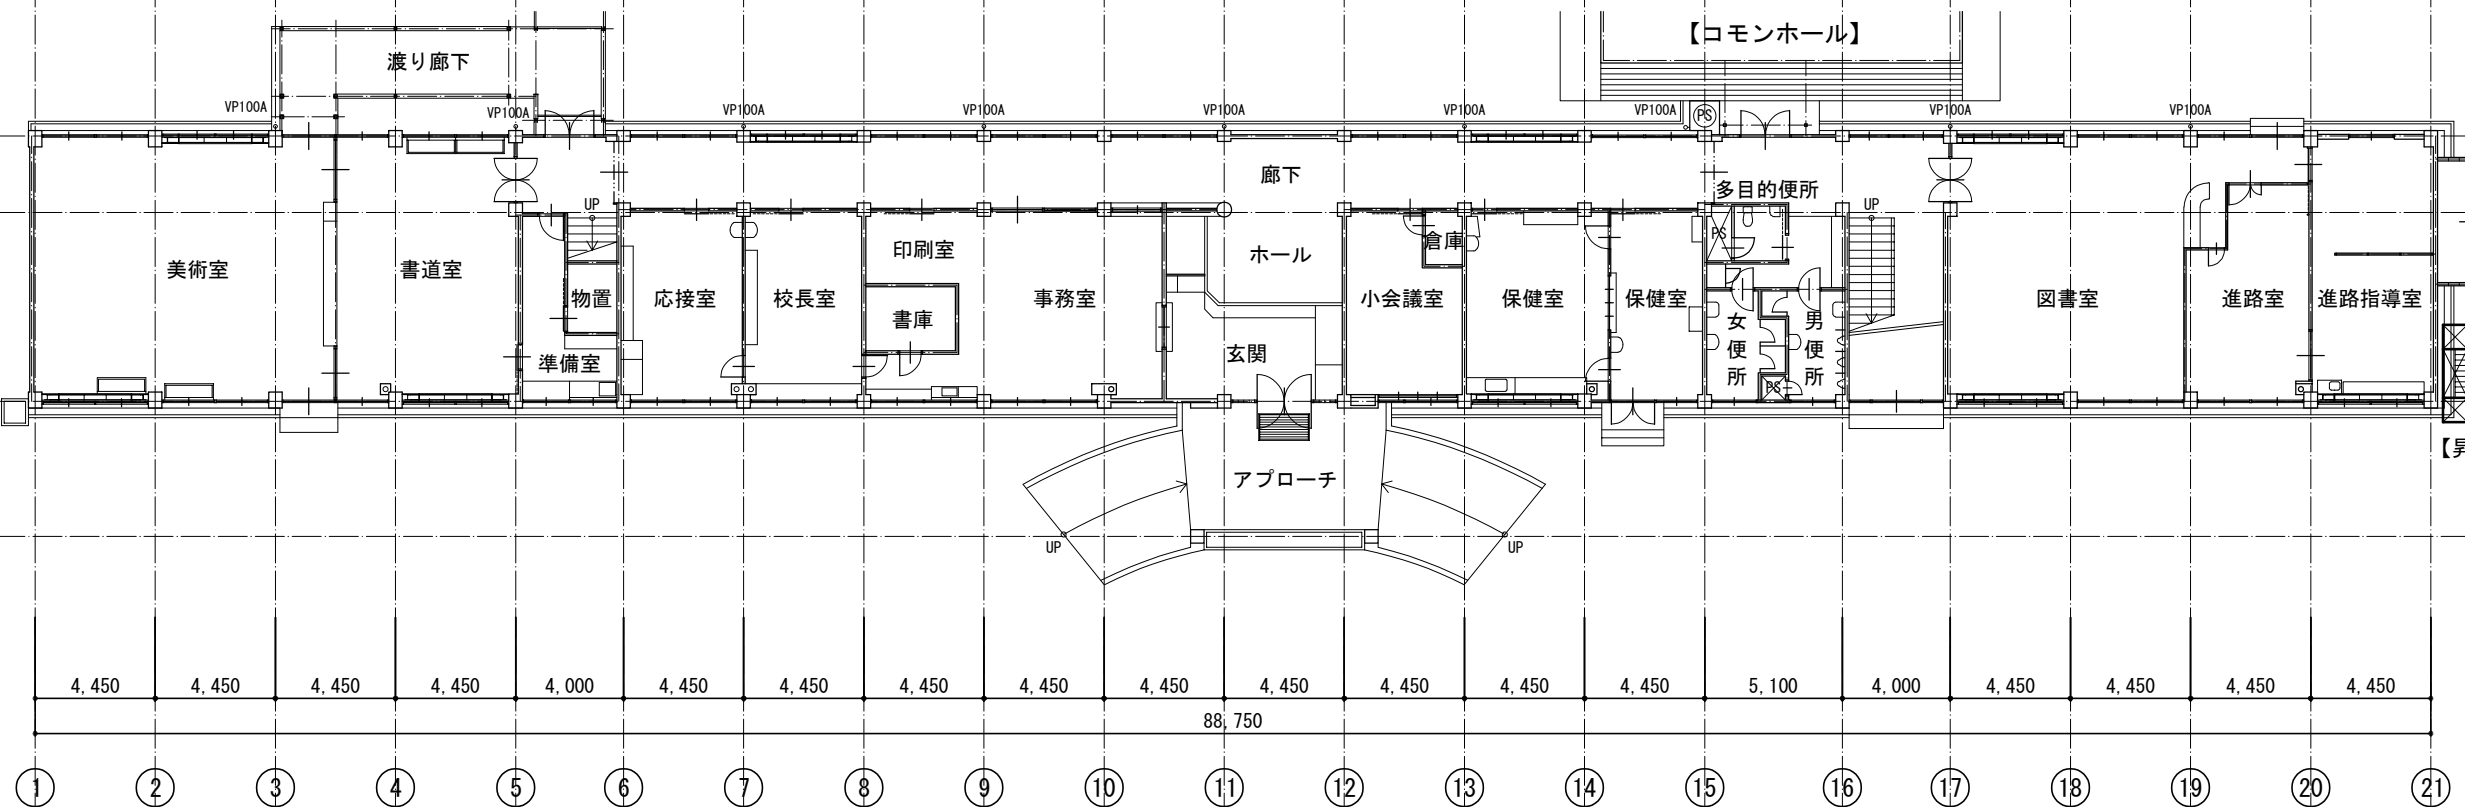 【コモンホール】
渡り廊下
VP100A
VP100A
VP100A
VP100A
VP100A
VP100A
VP100A
VP100A
VP100A
PS
廊下
多目的便所
UP
UP
PS
印刷室
ホール
倉庫
美術室
書道室
物置
応接室
校長室
書庫
事務室
小会議室
保健室
保健室
図書室
進路室
進路指導室
女便所
男便所
準備室
玄関
PS
【昇
アプローチ
UP
UP
4,450 4,450 4,450 4,450 4,000 4,450 4,450 4,450 4,450 4,450 4,450 4,450 4,450 4,450 5,100 4,000 4,450 4,450 4,450 4,450
88,750
1 2 3 4 5 6 7 8 9 10 11 12 13 14 15 16 17 18 19 20 21